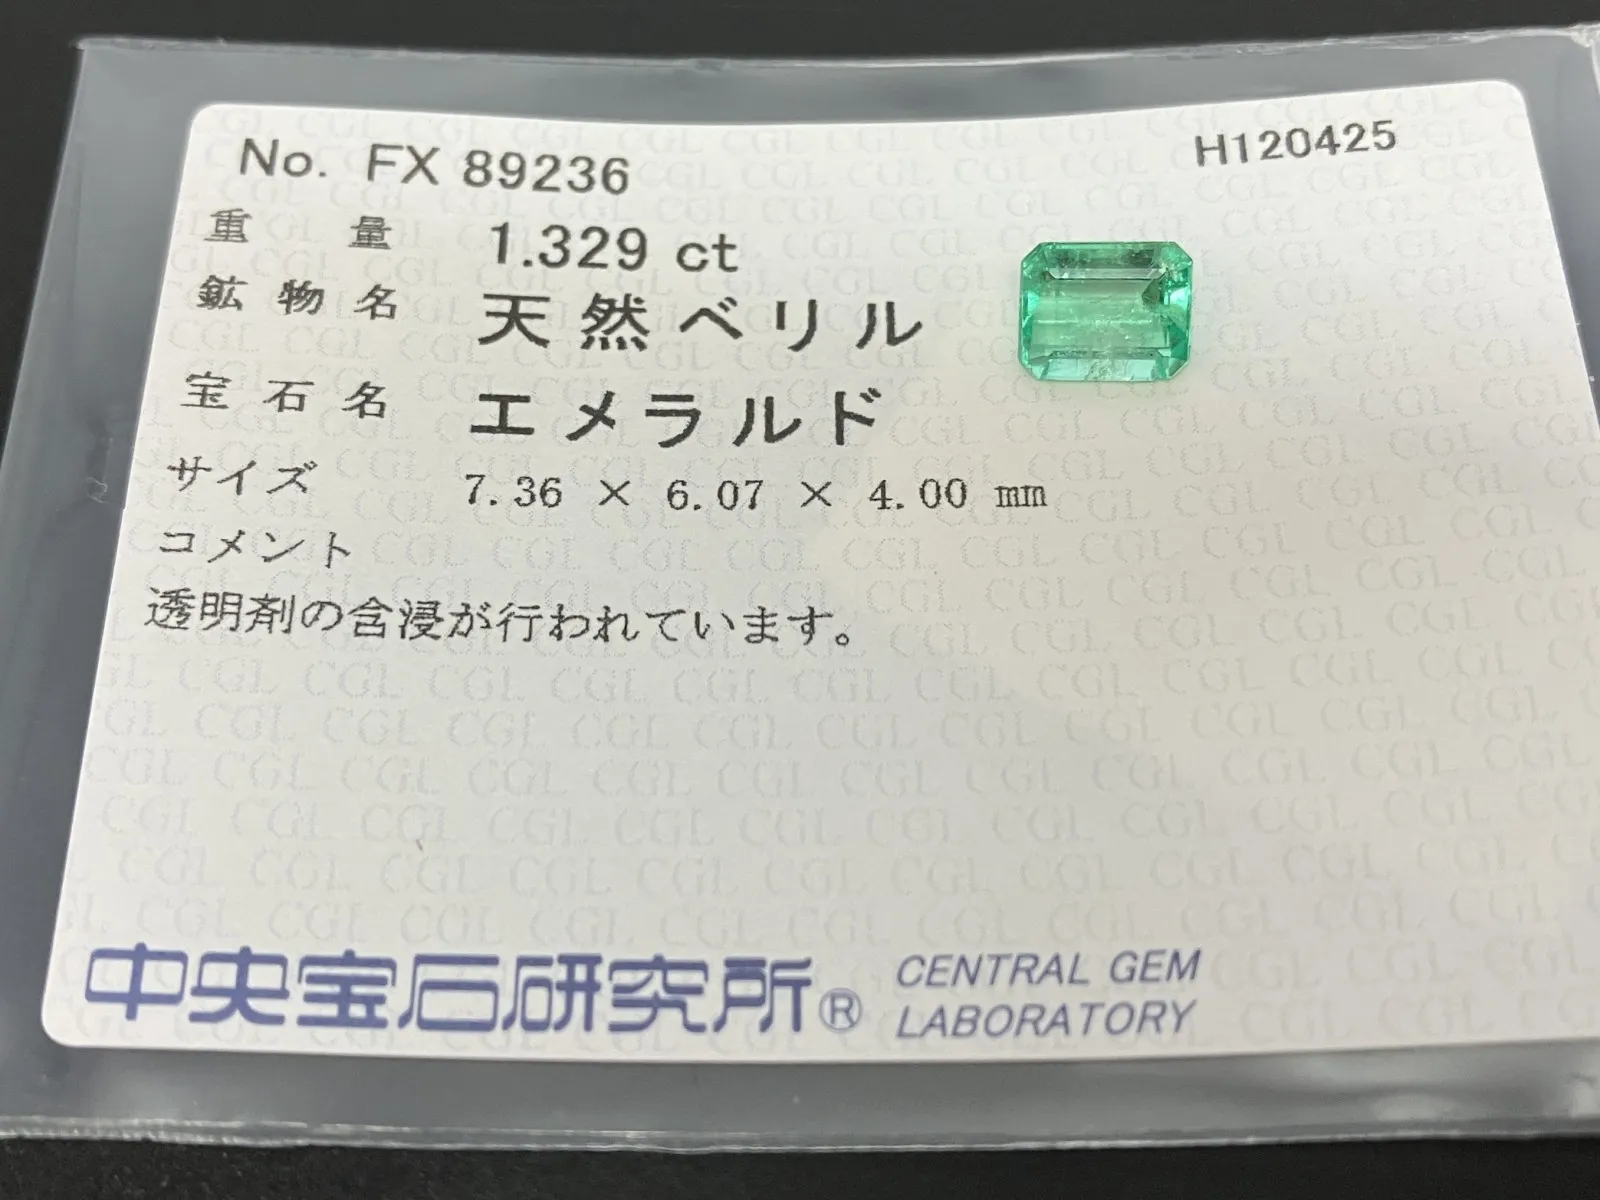 No. FX 89236
H120425
重量 1.329 ct
鉱物名 天然ベリル
宝石名 エメラルド
サイズ 7.36 × 6.07 × 4.00 mm
コメント
透明剤の含浸が行われています。
中央宝石研究所® CENTRAL GEM
LABORATORY